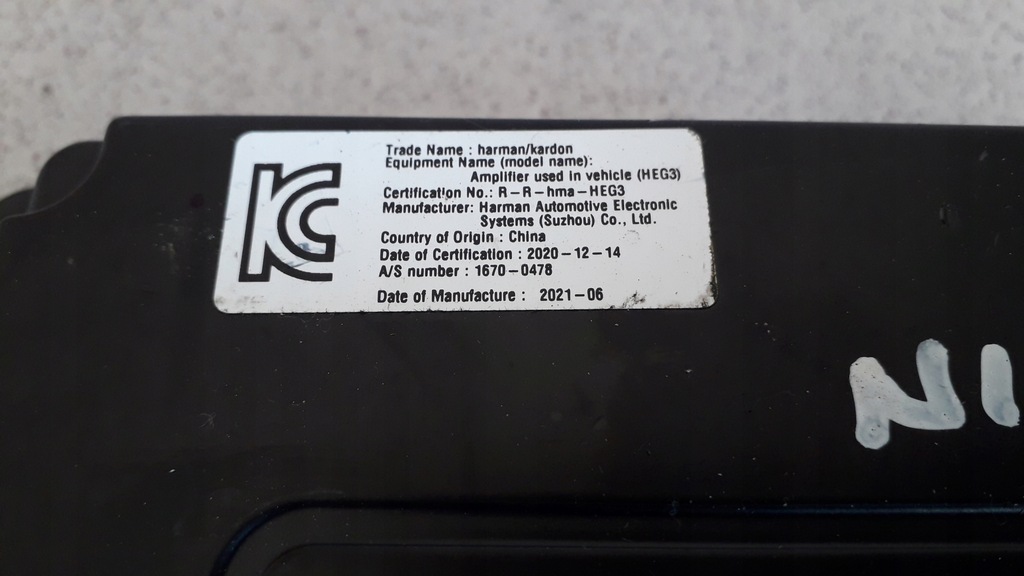 KC
Trade Name : harman/kardon
Equipment Name (model name):
Amplifier used in vehicle (HEG3)
Certification No.: R-R-hma-HEG3
Manufacturer: Harman Automotive Electronic
Systems (Suzhou) Co., Ltd.
Country of Origin : China
Date of Certification : 2020-12-14
A/S number : 1670-0478
Date of Manufacture : 2021-06
NI